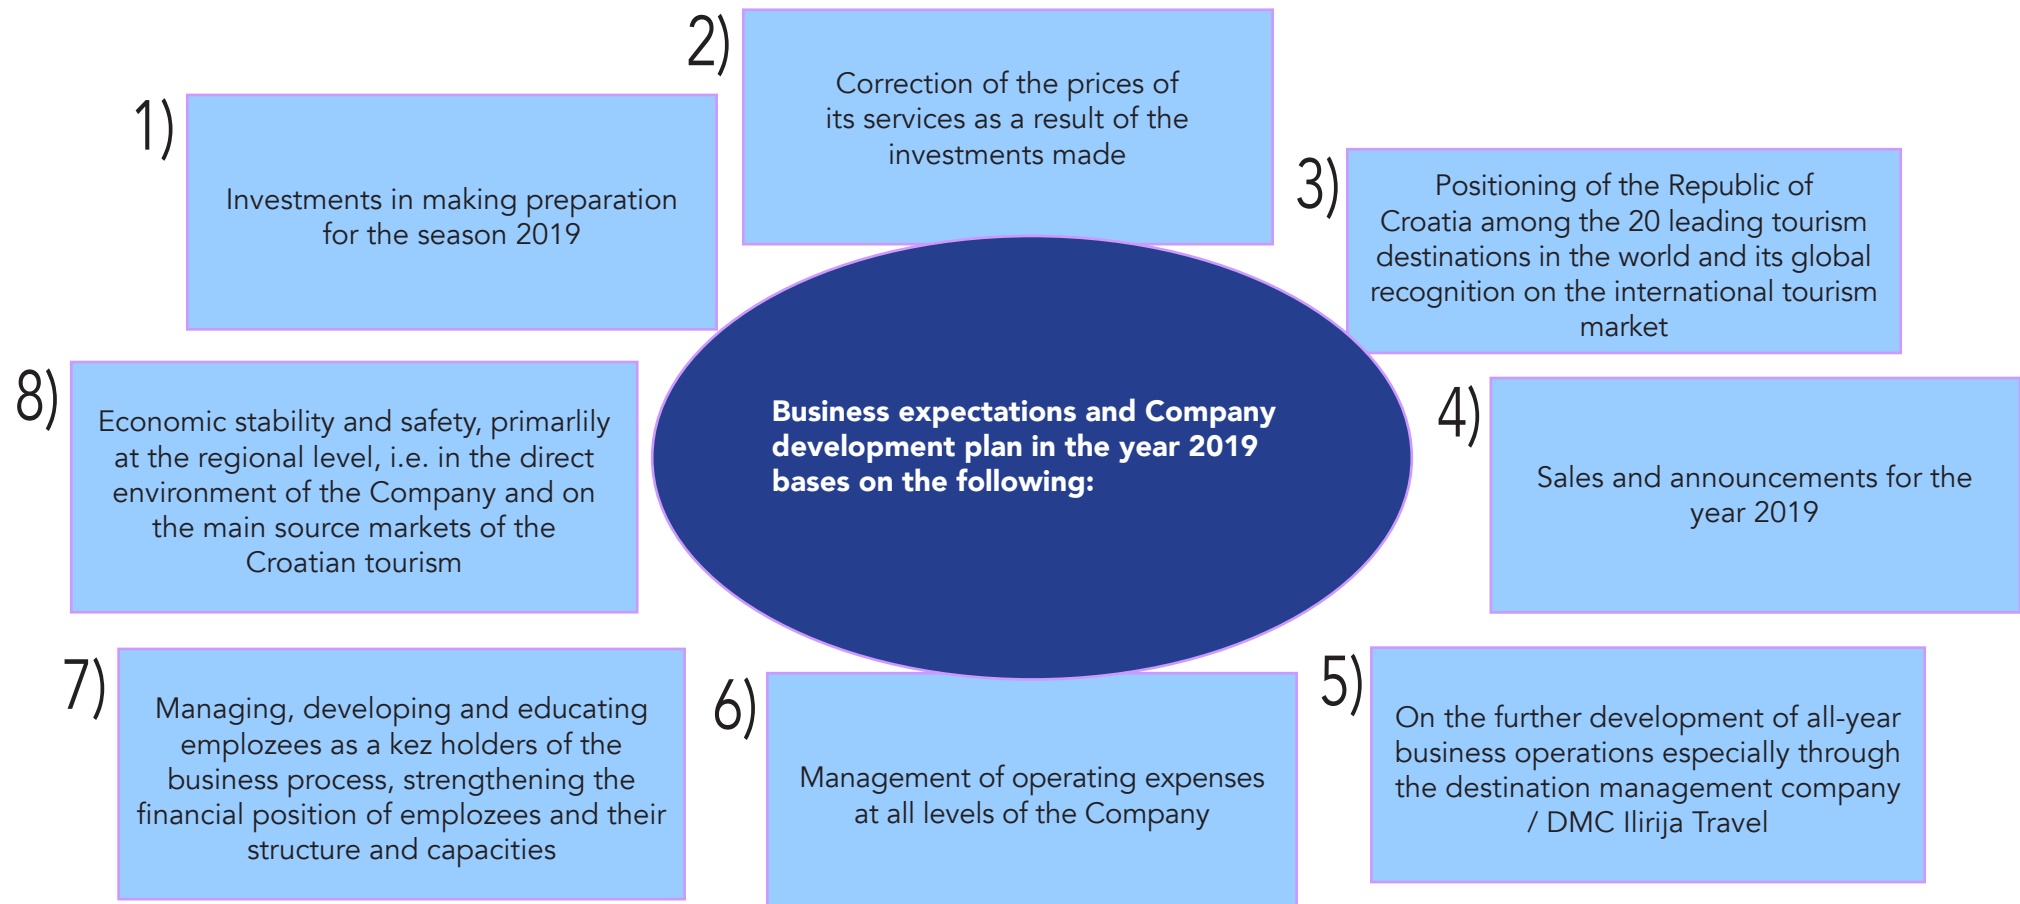 1)
Investments in making preparation
for the season 2019
2)
Correction of the prices of
its services as a result of the
investments made
3)
Positioning of the Republic of
Croatia among the 20 leading tourism
destinations in the world and its global
recognition on the international tourism
market
Business expectations and Company
development plan in the year 2019
bases on the following:
4)
Sales and announcements for the
year 2019
5)
On the further development of all-year
business operations especially through
the destination management company
/ DMC Ilirija Travel
6)
Management of operating expenses
at all levels of the Company
7)
Managing, developing and educating
emplozees as a kez holders of the
business process, strengthening the
financial position of emplozees and their
structure and capacities
8)
Economic stability and safety, primarlily
at the regional level, i.e. in the direct
environment of the Company and on
the main source markets of the
Croatian tourism